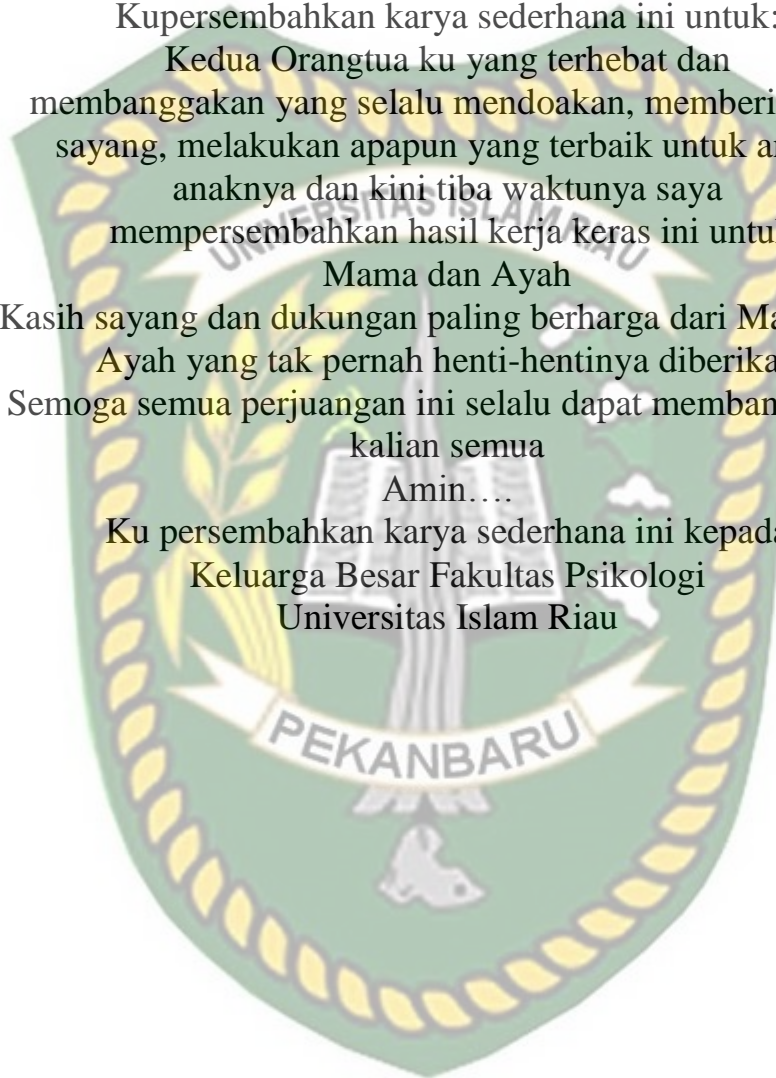 Kupersembahkan karya sederhana ini untuk:
Kedua Orangtua ku yang terhebat dan
membanggakan yang selalu mendoakan, memberi
sayang, melakukan apapun yang terbaik untuk
anaknya dan kini tiba waktunya saya
mempersembahkan hasil kerja keras ini
Mama dan Ayah
Kasih sayang dan dukungan paling berharga dari
Ayah yang tak pernah henti-hentinya
Semoga semua perjuangan ini selalu dapat
kalian semua
Amin….
Ku persembahkan karya sederhana ini
Keluarga Besar Fakultas Psikologi
Universitas Islam Riau
UNIVERSITAS ISLAM RIAU
PEKANBARU